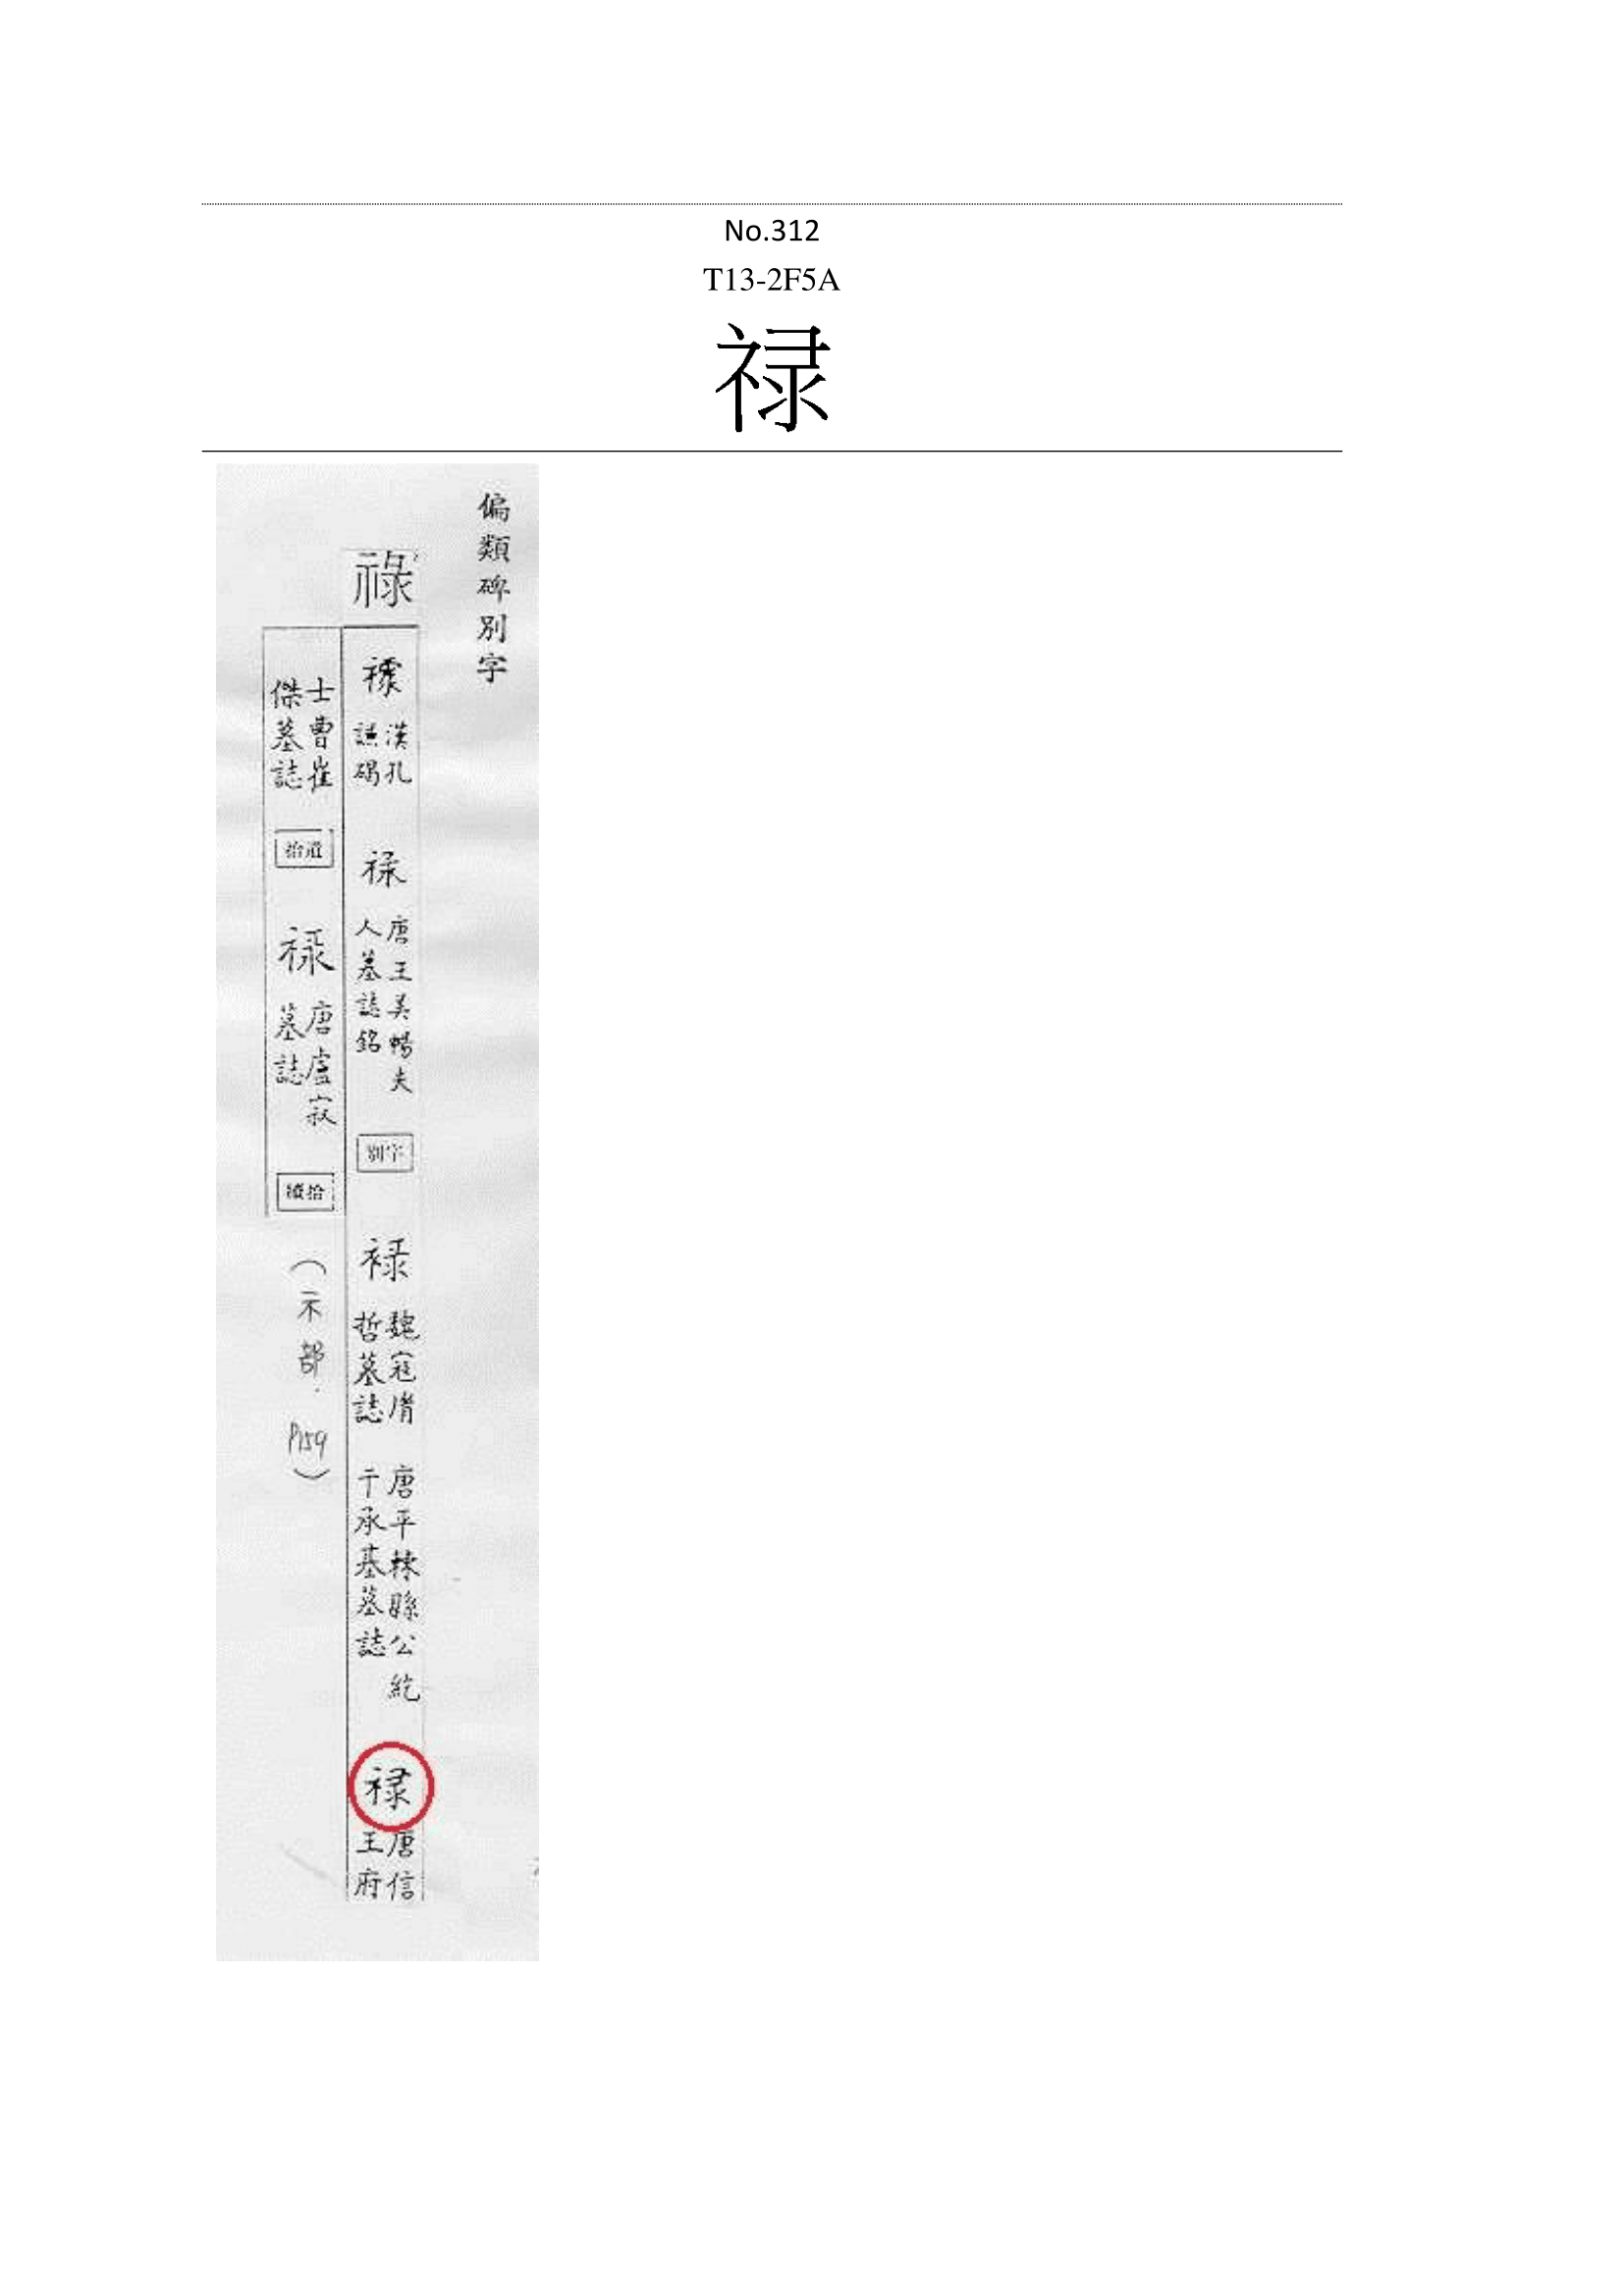 No.312
T13-2F5A
禄
偏類碑別字
祿
漢孔
謙碣
禄
唐王美暢夫
人墓誌銘
別字
禄
魏寇胤
哲墓誌
唐平棘縣公紇
干承基墓誌
禄
唐信
王府
士曹崔
傑墓誌
拾遺
禄
唐盧寂
墓誌
續拾
(示部.P159)